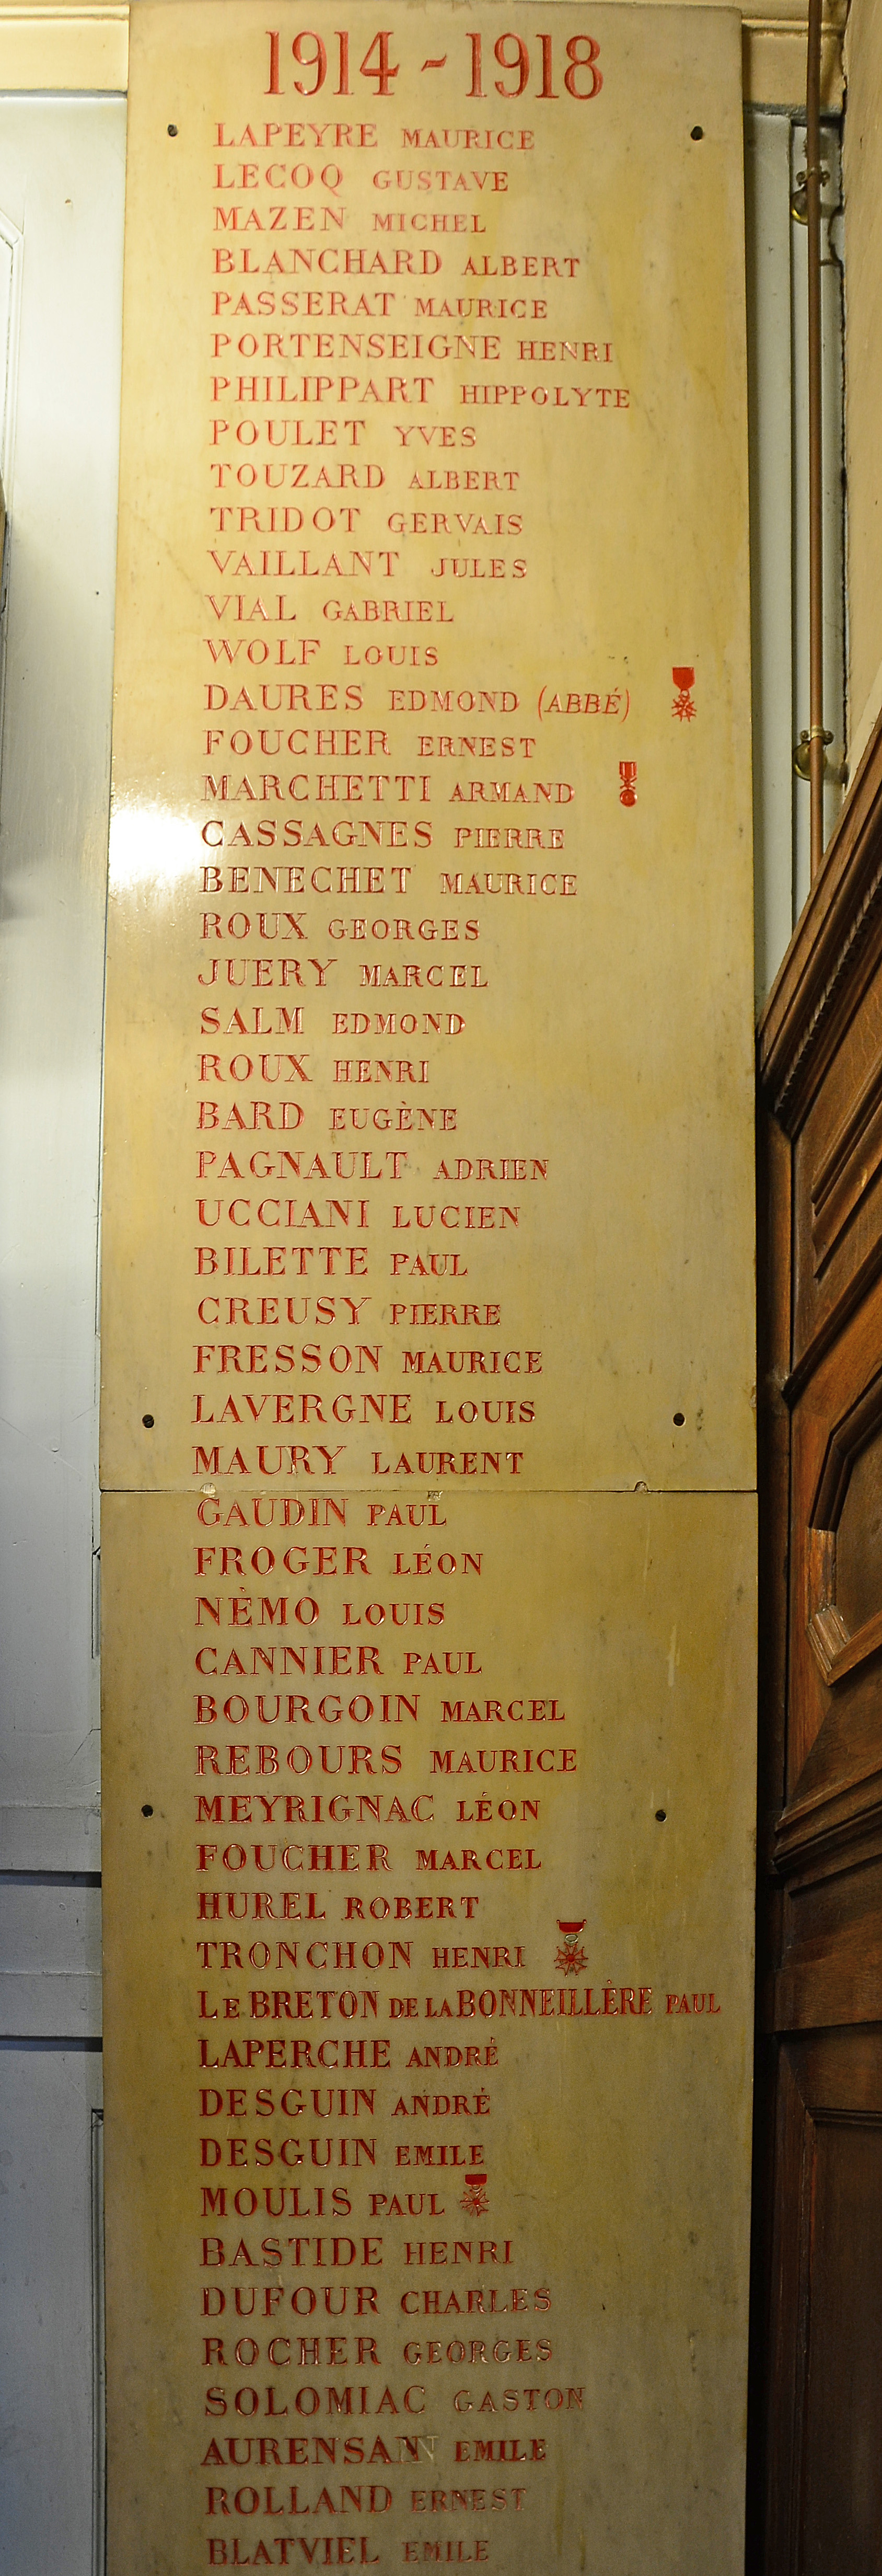 1914 - 1918
LAPEYRE MAURICE
LECOQ GUSTAVE
MAZEN MICHEL
BLANCHARD ALBERT
PASSERAT MAURICE
PORTENSEIGNE HENRI
PHILIPPART HIPPOLYTE
POULET YVES
TOUZARD ALBERT
TRIDOT GERVAIS
VAILLANT JULES
VIAL GABRIEL
WOLF LOUIS
DAURES EDMOND (ABBÉ)
FOUCHER ERNEST
MARCHETTI ARMAND
CASSAGNES PIERRE
BENECHET MAURICE
ROUX GEORGES
JUERY MARCEL
SALM EDMOND
ROUX HENRI
BARD EUGÈNE
PAGNAULT ADRIEN
UCCIANI LUCIEN
BILETTE PAUL
CREUSY PIERRE
FRESSON MAURICE
LAVERGNE LOUIS
MAURY LAURENT
GAUDIN PAUL
FROGER LÉON
NÈMO LOUIS
CANNIER PAUL
BOURGOIN MARCEL
REBOURS MAURICE
MEYRIGNAC LÉON
FOUCHER MARCEL
HUREL ROBERT
TRONCHON HENRI
LE BRETON DE LA BONNEILLÈRE PAUL
LAPERCHE ANDRÉ
DESGUIN ANDRÉ
DESGUIN EMILE
MOULIS PAUL
BASTIDE HENRI
DUFOUR CHARLES
ROCHER GEORGES
SOLOMIAC GASTON
AURENSAN EMILE
ROLLAND ERNEST
BLATVIEL EMILE